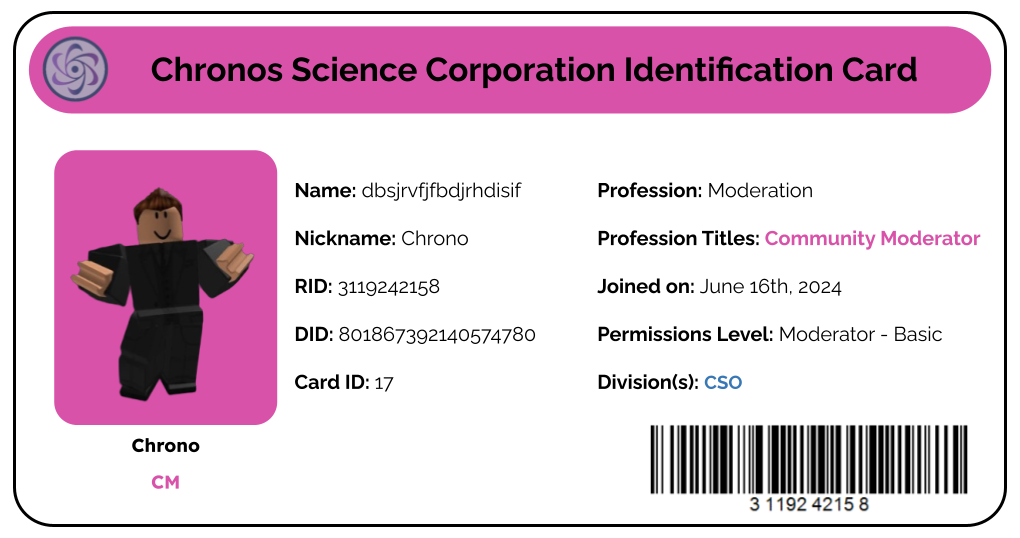 Chronos Science Corporation Identification Card
Name: dbsjrvfjfbdjrhdisif
Nickname: Chrono
RID: 3119242158
DID: 801867392140574780
Card ID: 17
Profession: Moderation
Profession Titles: Community Moderator
Joined on: June 16th, 2024
Permissions Level: Moderator - Basic
Division(s): CSO
Chrono
CM
3 1192 4215 8